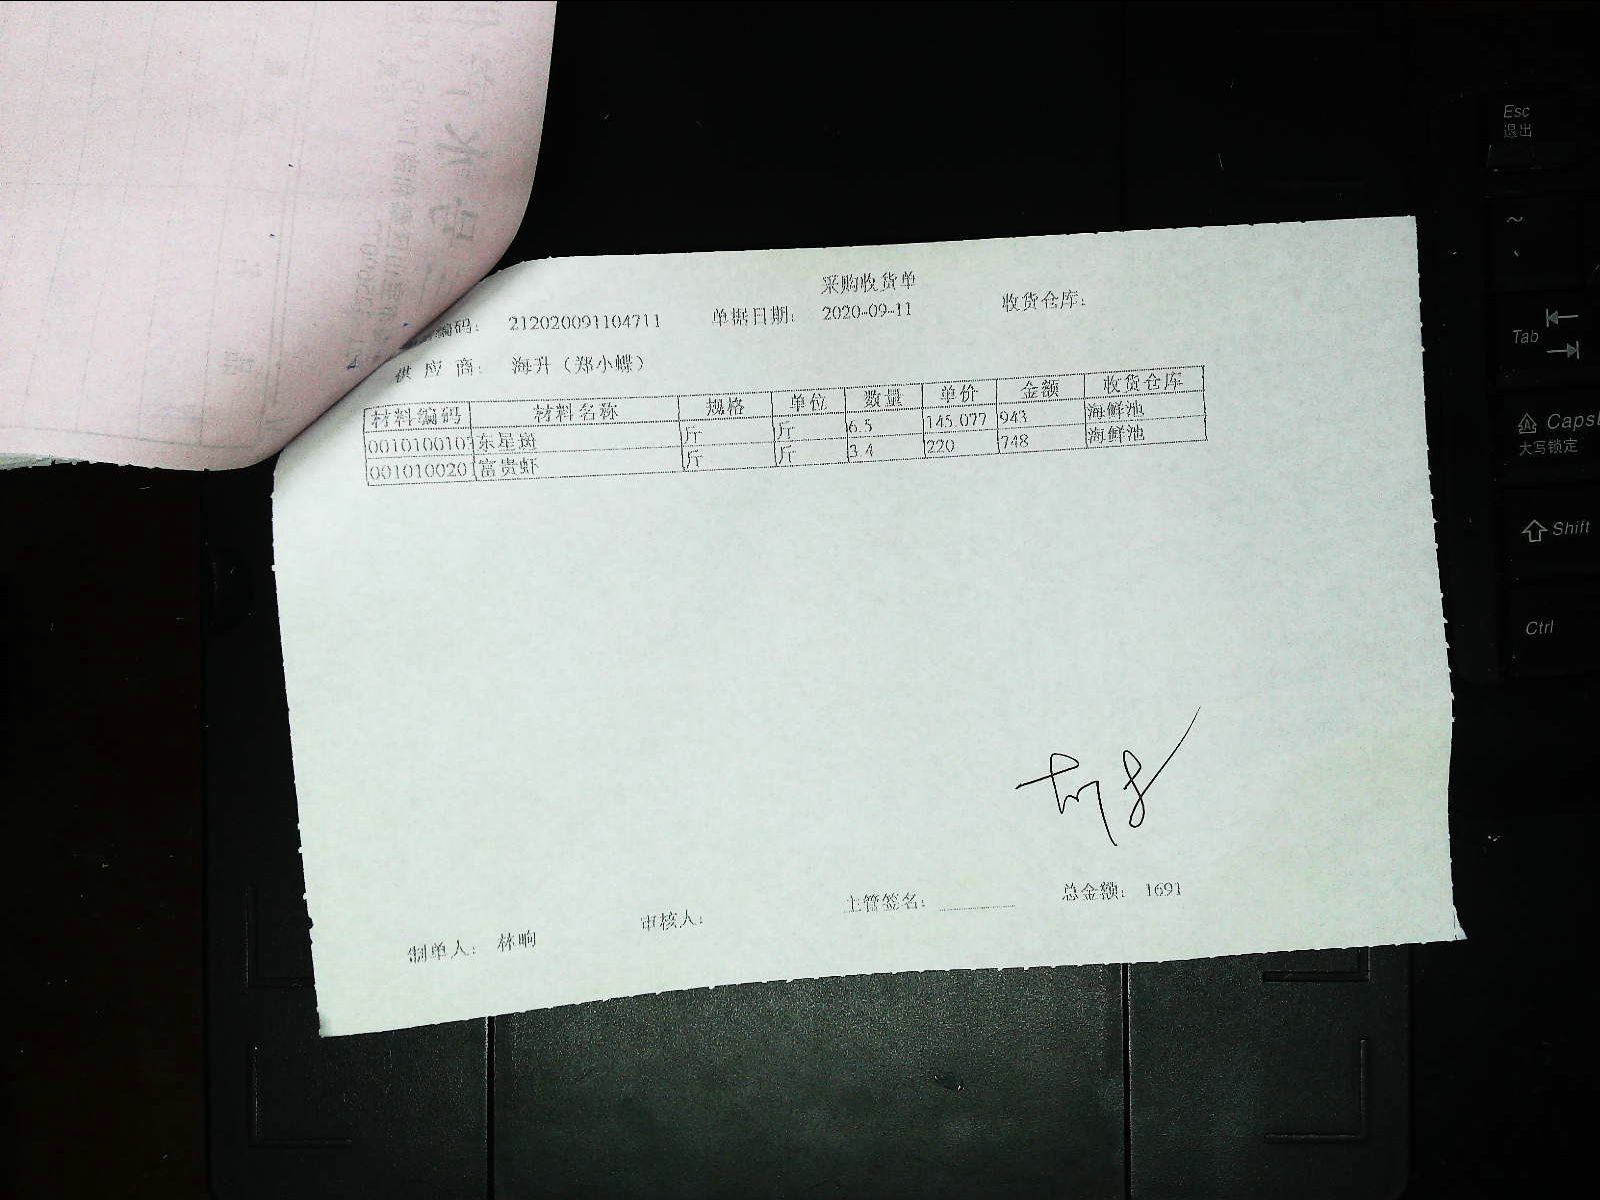 采购收货单
编码： 212020091104711 单据日期： 2020-09-11 收货仓库：
供 应 商： 海升（郑小蝶）
材料编码 材料名称 规格 单位 数量 单价 金额 收货仓库
001010010 东星斑 斤 斤 6.5 145.077 943 海鲜池
001010020 富贵虾 斤 斤 3.4 220 748 海鲜池
制单人： 林晌 审核人： 主管签名： 总金额： 1691
Esc
退出
~
Tab
Caps
大写锁定
Shift
Ctrl